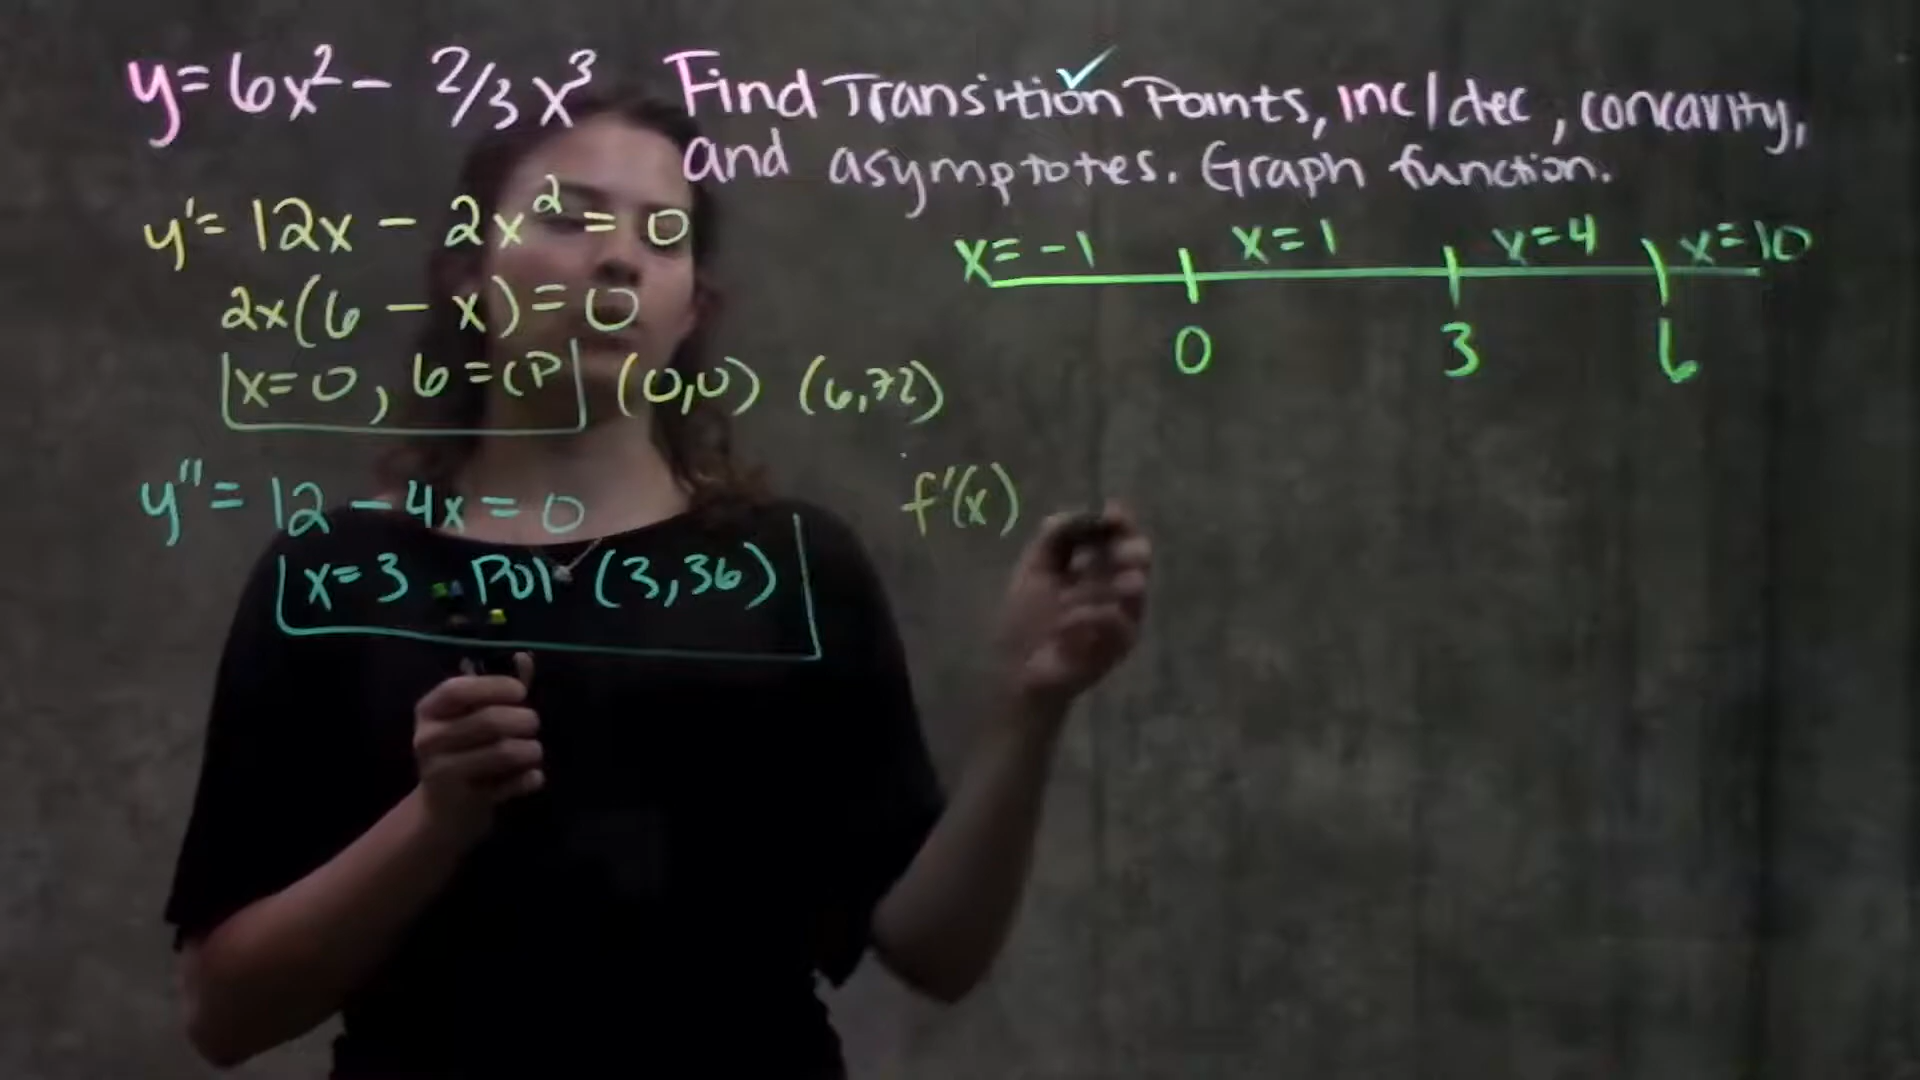 y=6x² - 2/3x³ Find Transition Points, inc/dec, concavity,
and asymptotes. Graph function.
y'= 12x - 2x² = 0
x=-1 x=1 x=4 x=10
2x(6 - x)=0
0 3 6
x=0, 6=CP (0,0) (6,72)
y"= 12 - 4x = 0
f'(x)
x=3 POI (3,36)